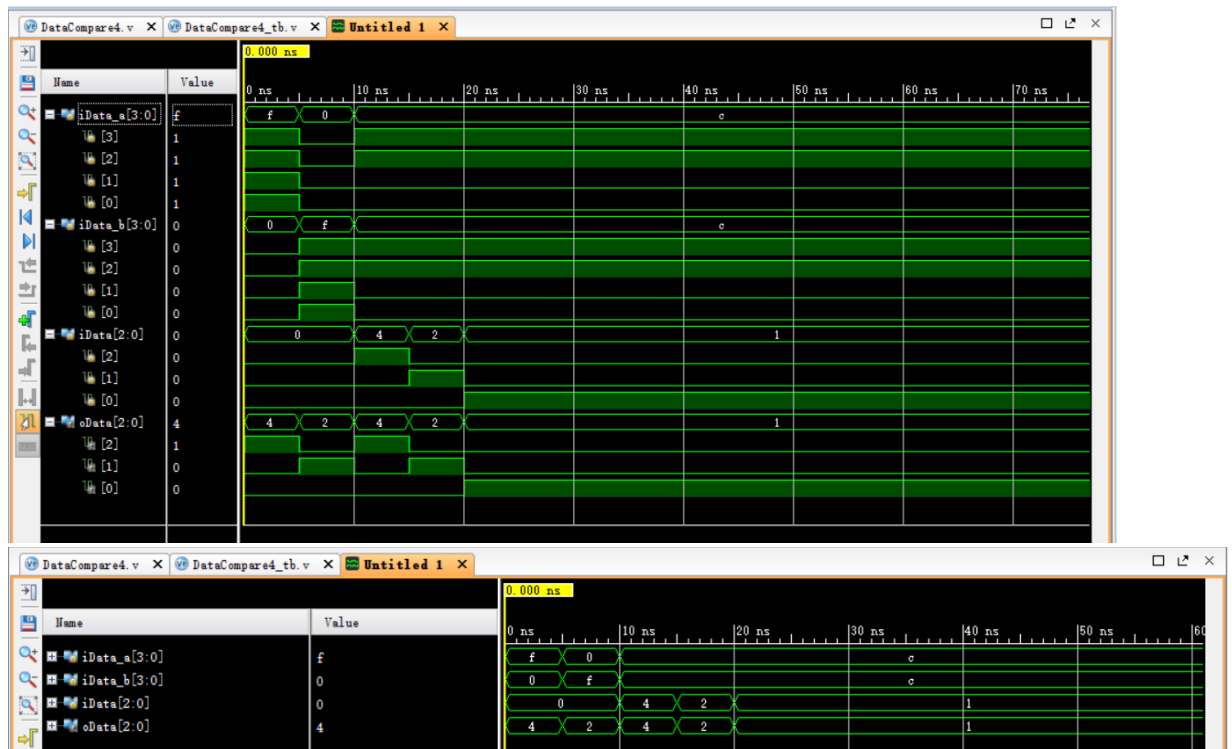 DataCompare4.v X DataCompare4_tb.v X Untitled 1 X
0.000 ns
Name Value
0 ns 10 ns 20 ns 30 ns 40 ns 50 ns 60 ns 70 ns
iData_a[3:0] f f 0 c
[3] 1
[2] 1
[1] 1
[0] 1
iData_b[3:0] 0 0 f c
[3] 0
[2] 0
[1] 0
[0] 0
iData[2:0] 0 0 4 2 1
[2] 0
[1] 0
[0] 0
oData[2:0] 4 4 2 4 2 1
[2] 1
[1] 0
[0] 0
DataCompare4.v X DataCompare4_tb.v X Untitled 1 X
0.000 ns
Name Value
0 ns 10 ns 20 ns 30 ns 40 ns 50 ns 60
iData_a[3:0] f f 0 c
iData_b[3:0] 0 0 f c
iData[2:0] 0 0 4 2 1
oData[2:0] 4 4 2 4 2 1